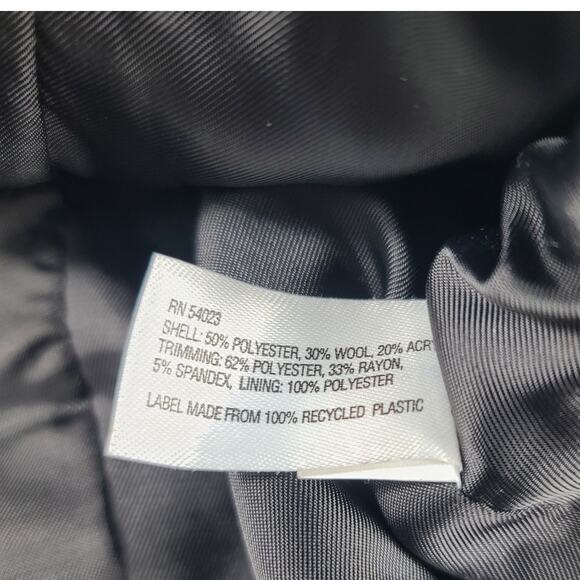 RN 54023
SHELL: 50% POLYESTER, 30% WOOL, 20% ACR
TRIMMING: 62% POLYESTER, 33% RAYON,
5% SPANDEX, LINING: 100% POLYESTER
LABEL MADE FROM 100% RECYCLED PLASTIC